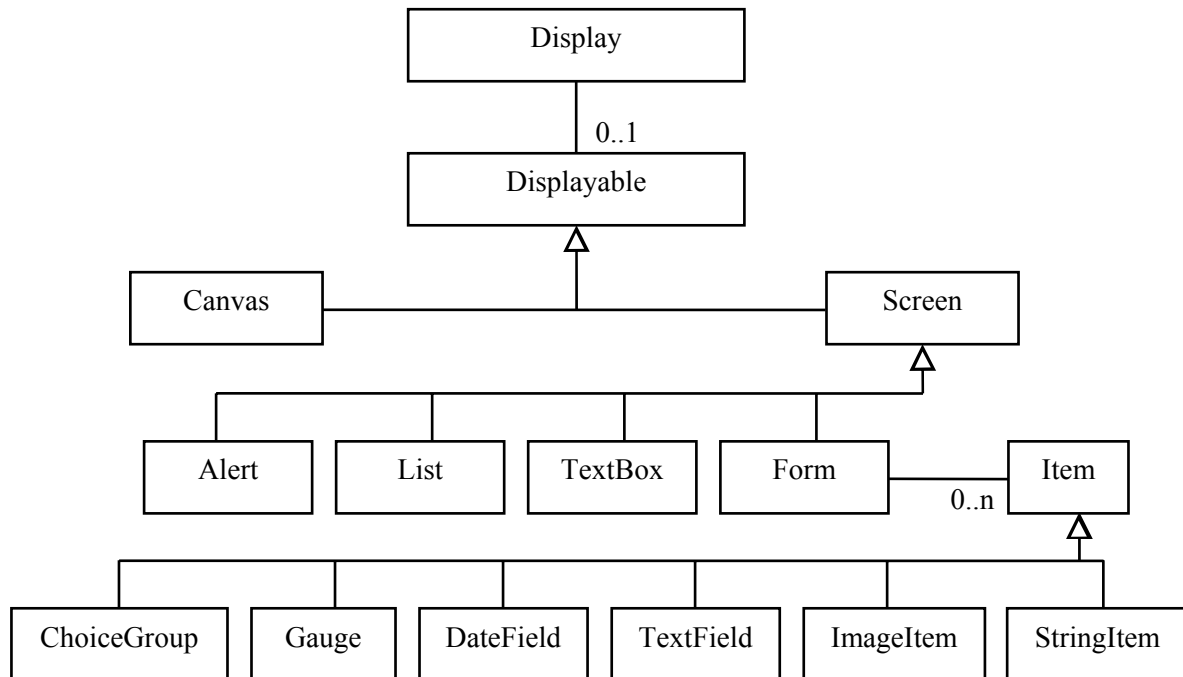 Display
0..1
Displayable
Canvas
Screen
Alert
List
TextBox
Form
Item
0..n
ChoiceGroup
Gauge
DateField
TextField
ImageItem
StringItem